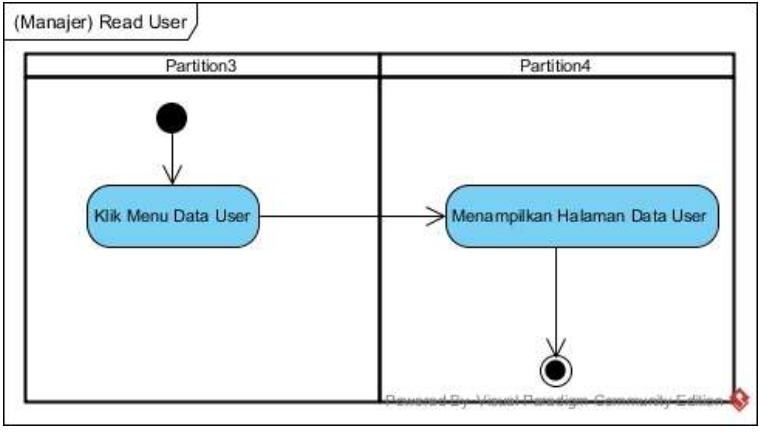 (Manajer) Read User
Partition3
Partition4
Klik Menu Data User
Menampilkan Halaman Data User
Powered By Visual Paradigm Community Edition